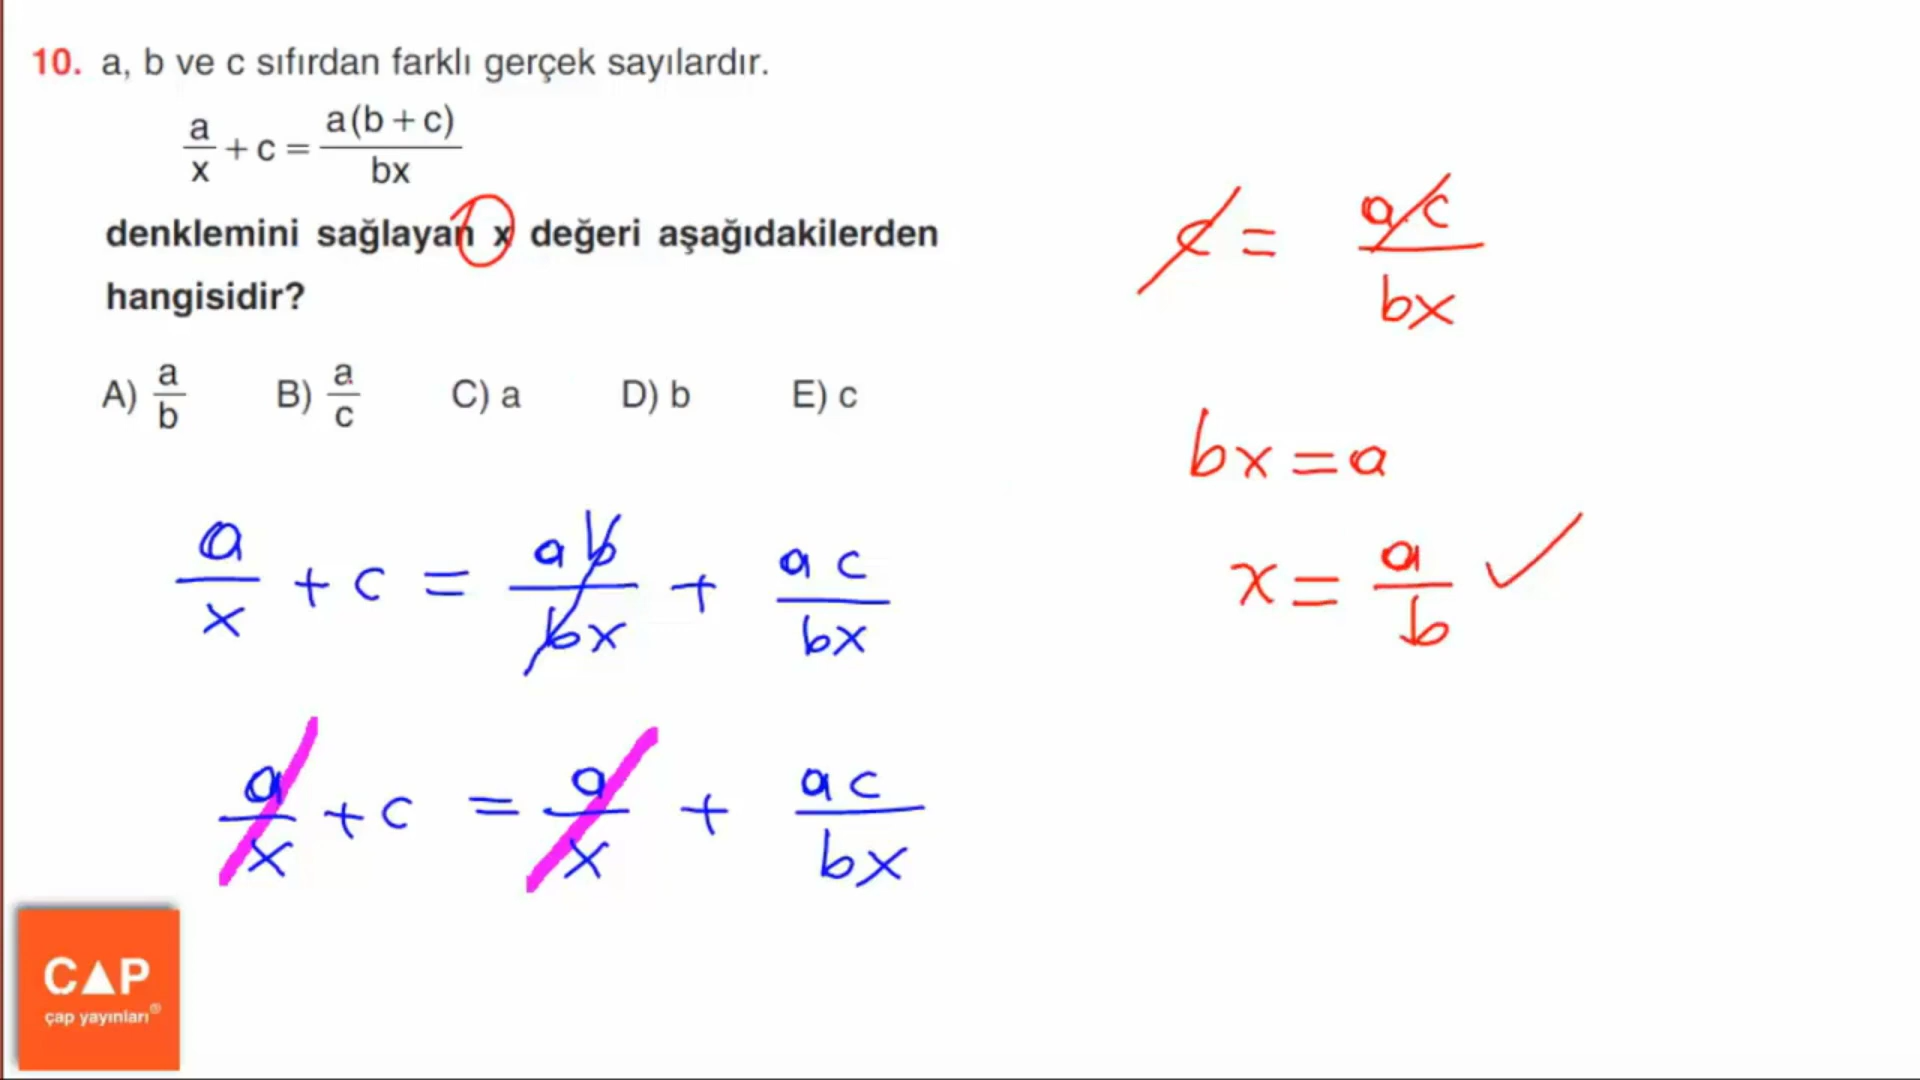 10. a, b ve c sıfırdan farklı gerçek sayılardır.
a/x + c = a(b + c)/bx
denklemini sağlayan x değeri aşağıdakilerden
hangisidir?
A) a/b B) a/c C) a D) b E) c
a/x + c = ab/bx + ac/bx
a/x + c = a/x + ac/bx
c = ac/bx
bx = a
x = a/b ✓
CAP
çap yayınları®